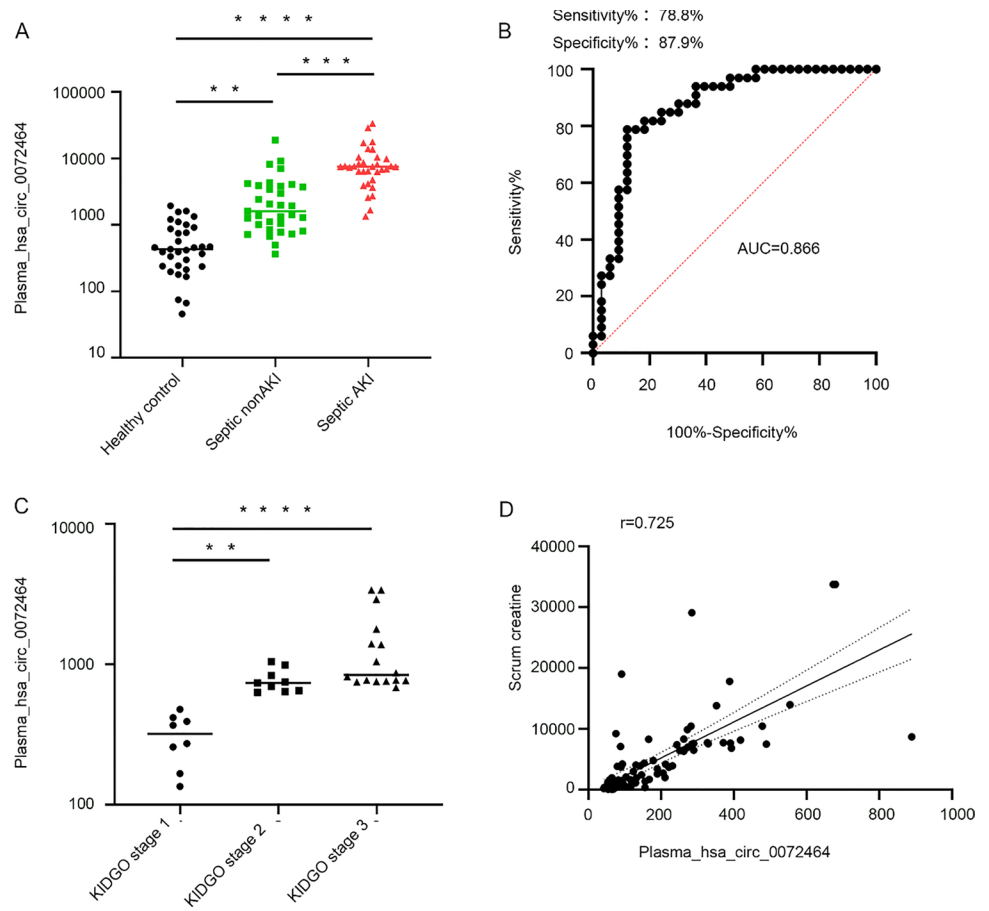 A
* * * *
* * *
* *
Plasma_hsa_circ_0072464
100000
10000
1000
100
10
Healthy control
Septic nonAKI
Septic AKI
B
Sensitivity%： 78.8%
Specificity%： 87.9%
Sensitivity%
100
80
60
40
20
0
AUC=0.866
0 20 40 60 80 100
100%-Specificity%
C
* * * *
* *
Plasma_hsa_circ_0072464
10000
1000
100
KIDGO stage 1 -
KIDGO stage 2 -
KIDGO stage 3 -
D
r=0.725
Scrum creatine
40000
30000
20000
10000
0
0 200 400 600 800 1000
Plasma_hsa_circ_0072464